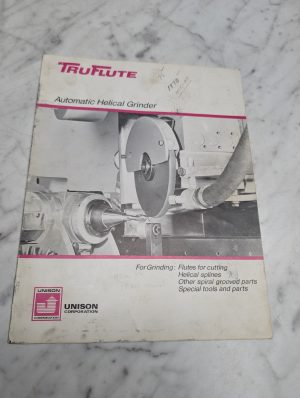 TRUFLUTE
Automatic Helical Grinder
For Grinding: Flutes for cutting
Helical splines
Other spiral grooved parts
Special tools and parts
UNISON
CORPORATION
UNISON
CORPORATION